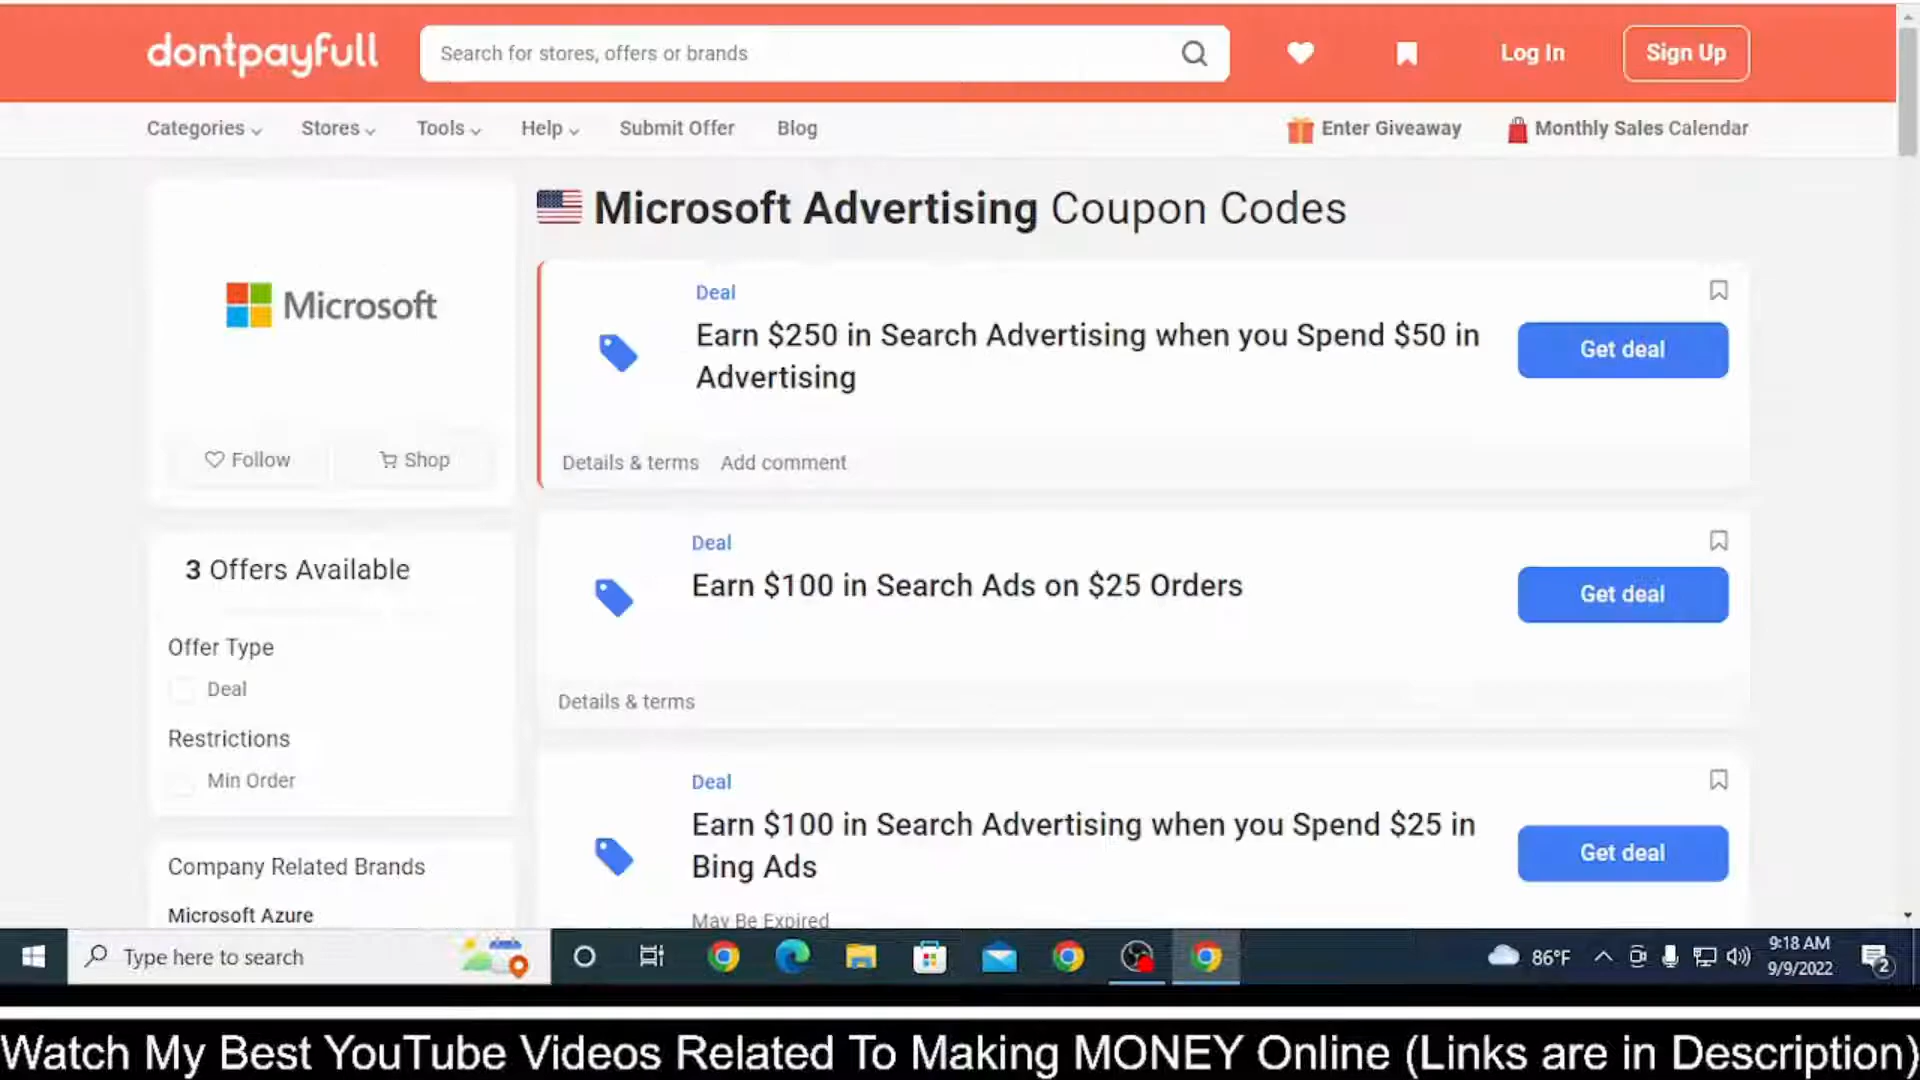 dontpayfull
Search for stores, offers or brands
Log In
Sign Up
Categories
Stores
Tools
Help
Submit Offer
Blog
Enter Giveaway
Monthly Sales Calendar
Microsoft Advertising Coupon Codes
Microsoft
Follow
Shop
Deal
Earn $250 in Search Advertising when you Spend $50 in
Advertising
Get deal
Details & terms Add comment
3 Offers Available
Offer Type
Deal
Restrictions
Min Order
Deal
Earn $100 in Search Ads on $25 Orders
Get deal
Details & terms
Company Related Brands
Microsoft Azure
Deal
Earn $100 in Search Advertising when you Spend $25 in
Bing Ads
Get deal
May Be Expired
Type here to search
86°F
9:18 AM
9/9/2022
2
Watch My Best YouTube Videos Related To Making MONEY Online (Links are in Description)